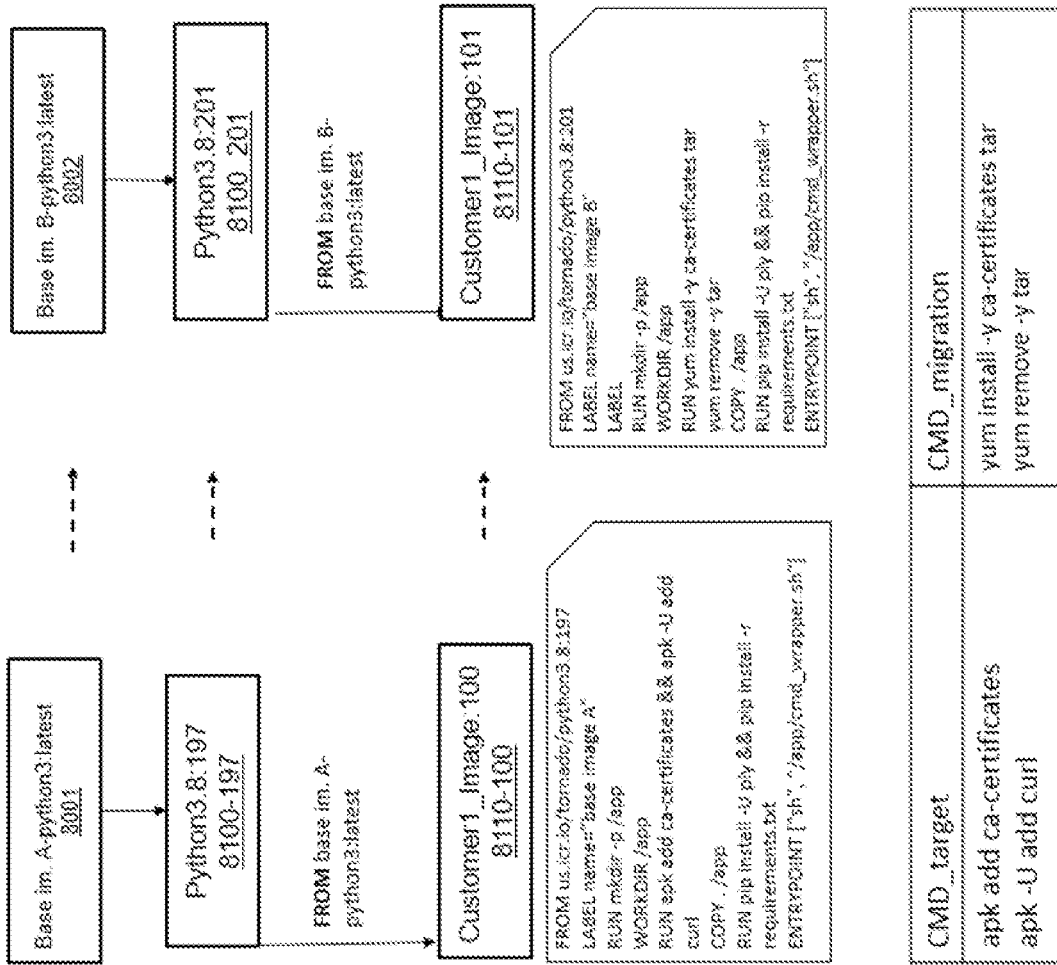 Base im. A-python3:latest
8001
Python3.8:197
8100-197
FROM base im. A-
python3:latest
Customer1_Image:100
8110-100
FROM us.icr.io/tornado/python3.8:197
LABEL name="base image A"
RUN mkdir -p /app
WORKDIR /app
RUN apk add ca-certificates && apk -U add
curl
COPY . /app
RUN pip install -U ply && pip install -r
requirements.txt
ENTRYPOINT ["sh", "/app/cmd_wrapper.sh"]
Base im. B-python3:latest
8002
Python3.8:201
8100_201
FROM base im. B-
python3:latest
Customer1_Image:101
8110-101
FROM us.icr.io/tornado/python3.8:201
LABEL name="base image B"
LABEL
RUN mkdir -p /app
WORKDIR /app
RUN yum install -y ca-certificates tar
yum remove -y tar
COPY . /app
RUN pip install -U ply && pip install -r
requirements.txt
ENTRYPOINT ["sh", "/app/cmd_wrapper.sh"]
CMD_target
CMD_migration
apk add ca-certificates
apk -U add curl
yum install -y ca-certificates tar
yum remove -y tar